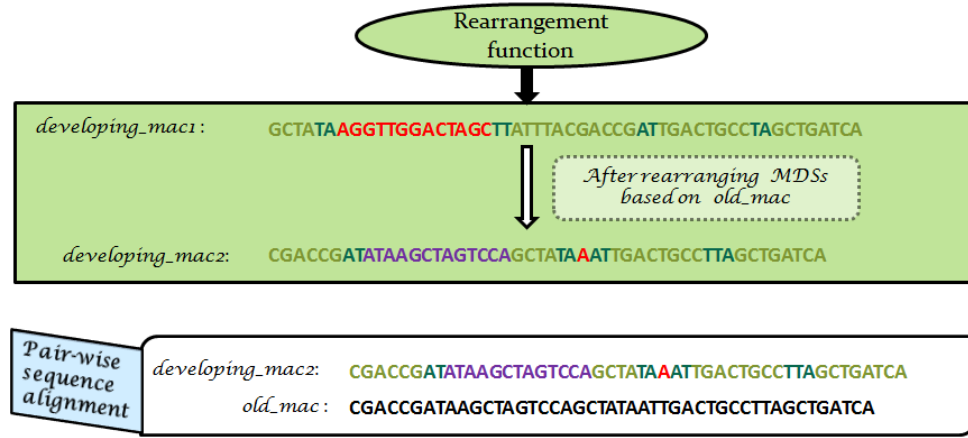 Rearrangement
function
developing_mac1 : GCTATAAGGTTGGACTAGCTTATTTACGACCGATTGACTGCCTAGCTGATCA
After rearranging MDSs
based on old_mac
developing_mac2: CGACCGATATAAGCTAGTCCAGCTATAAATTGACTGCCTTAGCTGATCA
Pair-wise
sequence
alignment
developing_mac2: CGACCGATATAAGCTAGTCCAGCTATAAATTGACTGCCTTAGCTGATCA
old_mac : CGACCGATAAGCTAGTCCAGCTATAATTGACTGCCTTAGCTGATCA